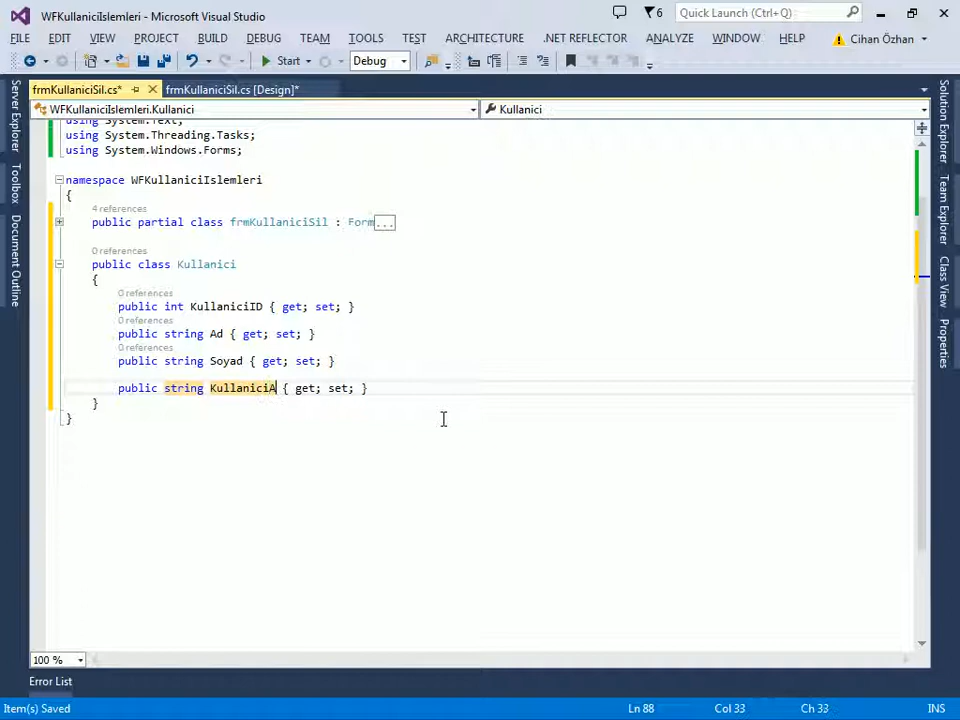 WFKullaniciIslemleri - Microsoft Visual Studio
6
Quick Launch (Ctrl+Q)
FILE EDIT VIEW PROJECT BUILD DEBUG TEAM TOOLS TEST ARCHITECTURE .NET REFLECTOR ANALYZE WINDOW HELP Cihan Özhan
Start Debug
frmKullaniciSil.cs* frmKullaniciSil.cs [Design]*
WFKullaniciIslemleri.Kullanici Kullanici
using System.Text;
using System.Threading.Tasks;
using System.Windows.Forms;
namespace WFKullaniciIslemleri
{
4 references
public partial class frmKullaniciSil : Form...
0 references
public class Kullanici
{
0 references
public int KullaniciID { get; set; }
0 references
public string Ad { get; set; }
0 references
public string Soyad { get; set; }
public string KullaniciA { get; set; }
}
}
100 %
Error List
Item(s) Saved Ln 88 Col 33 Ch 33 INS
Server Explorer
Toolbox
Document Outline
Solution Explorer
Team Explorer
Class View
Properties